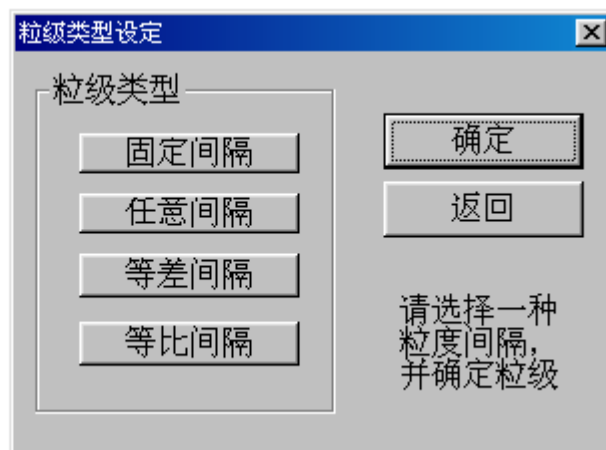 粒级类型设定
粒级类型
固定间隔
任意间隔
等差间隔
等比间隔
确定
返回
请选择一种
粒度间隔，
并确定粒级